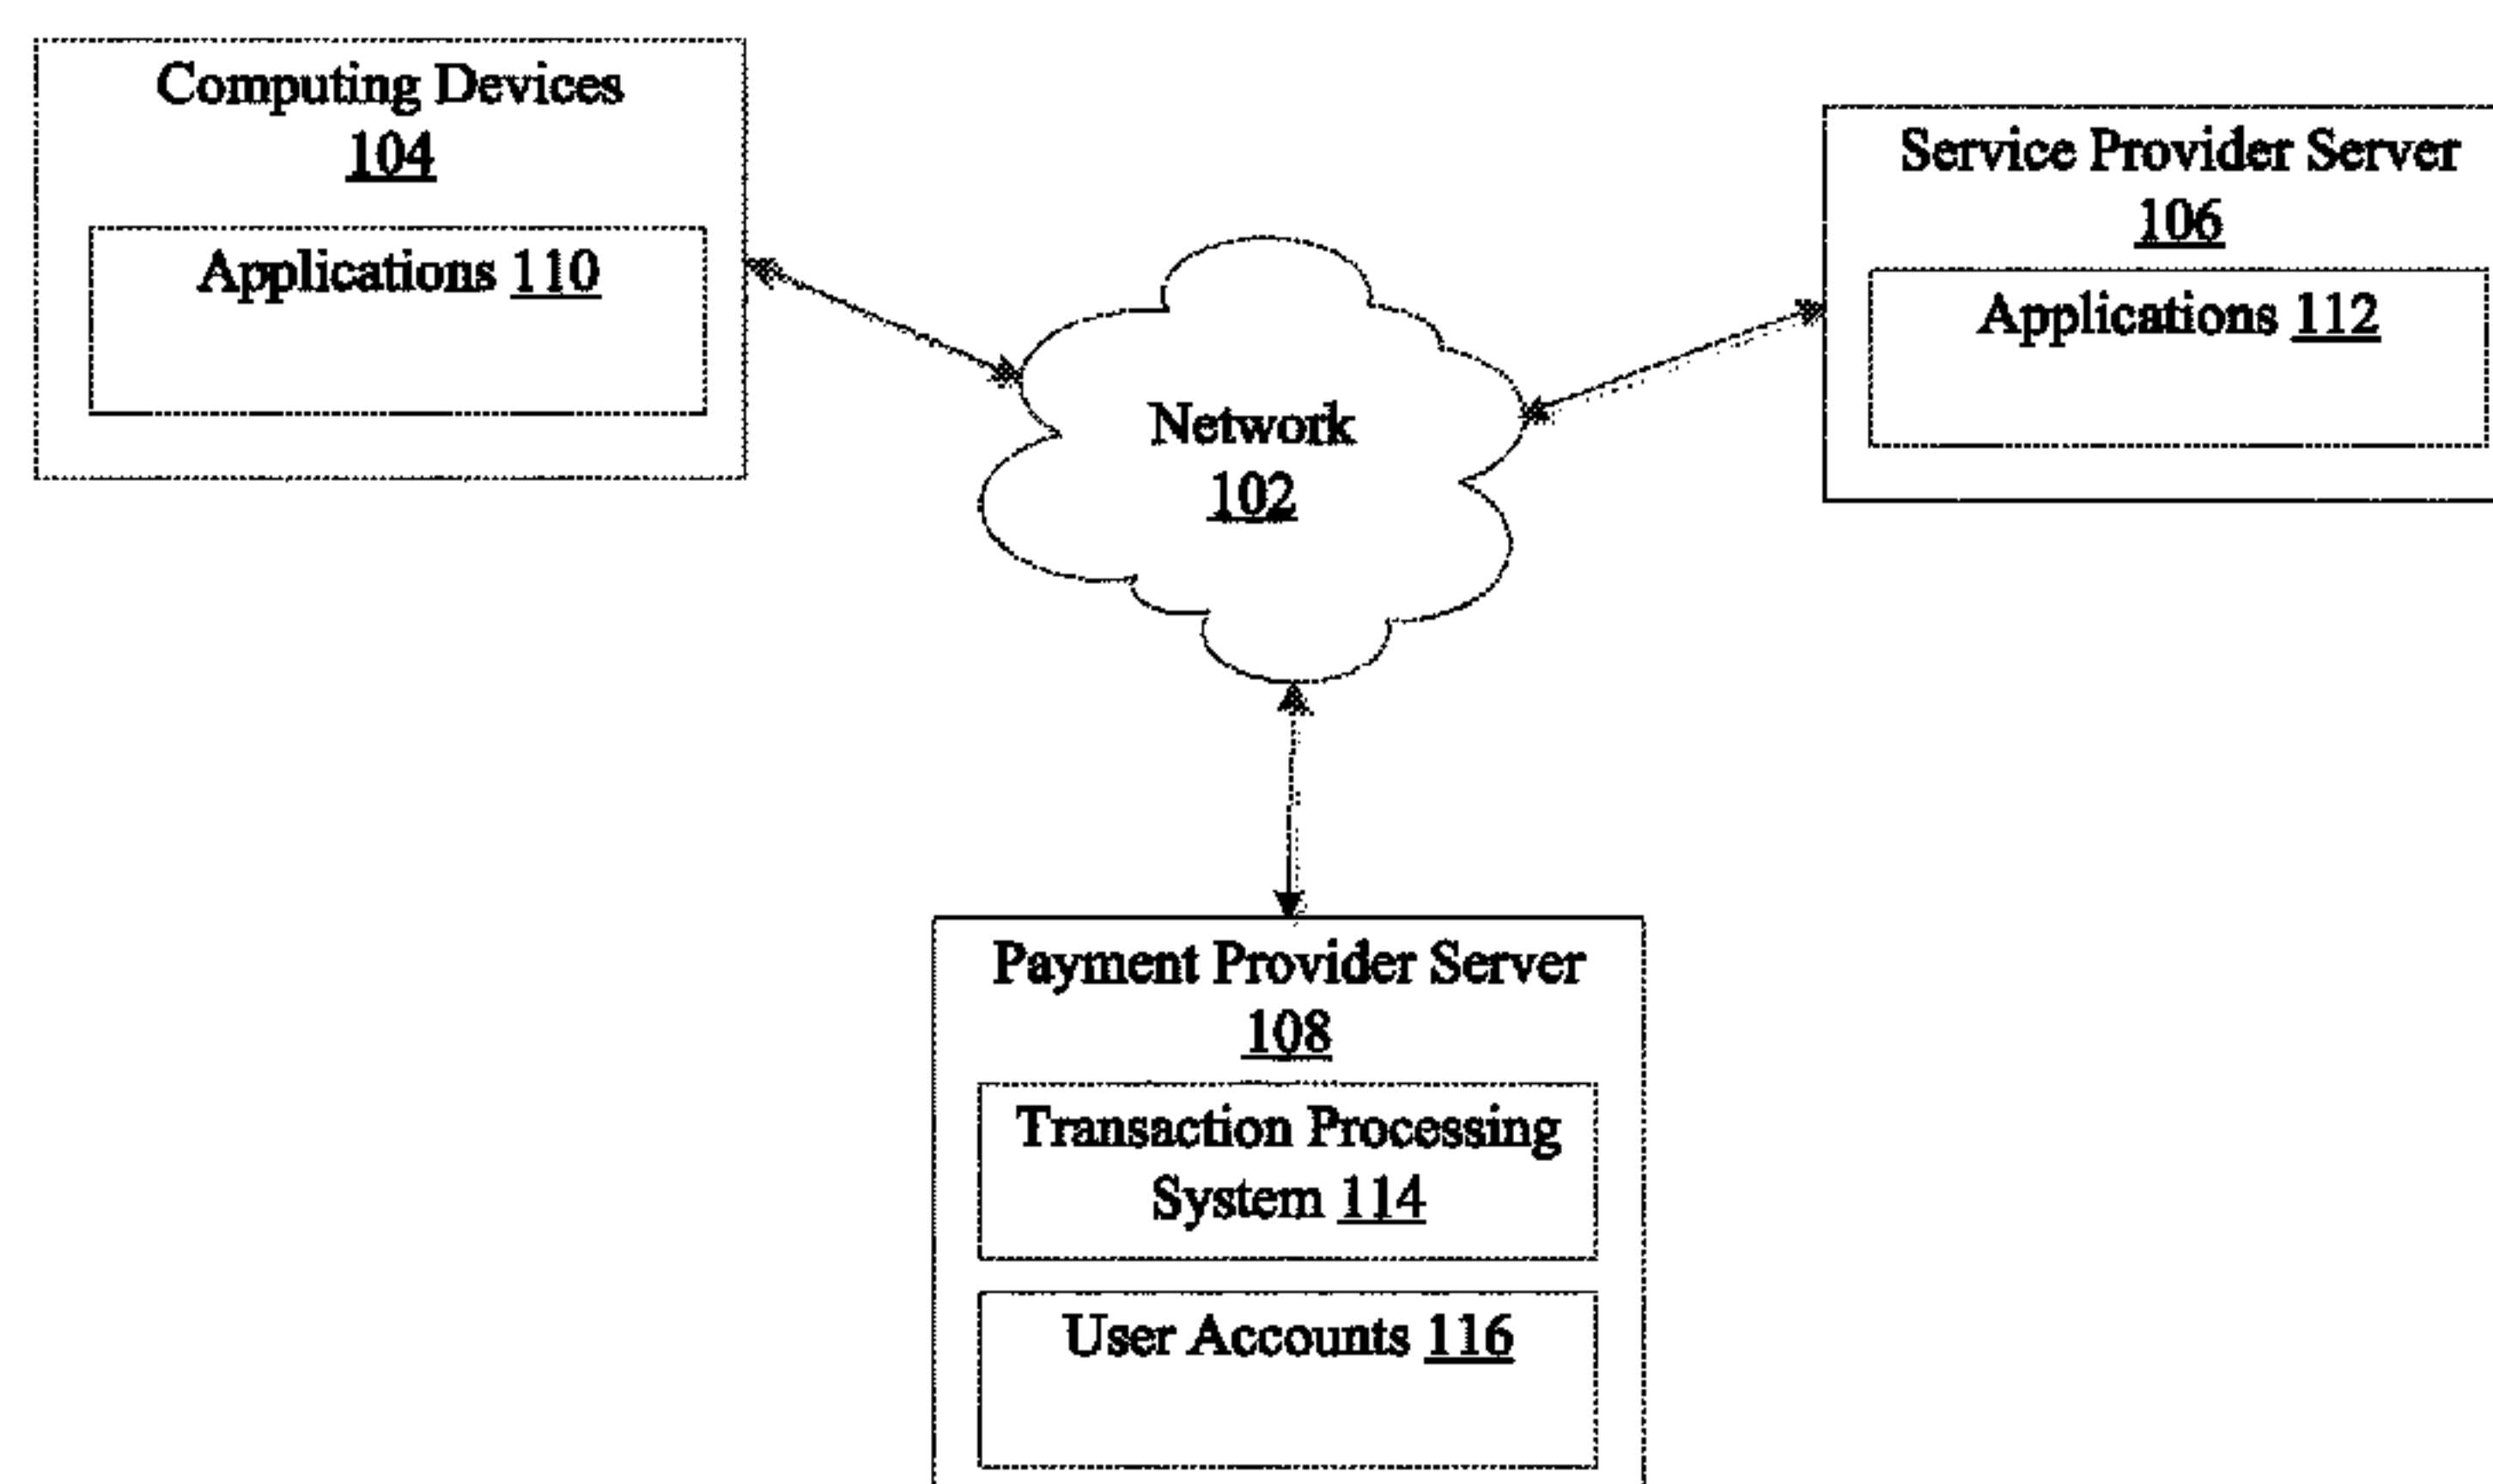 Computing Devices
104
Applications 110
Service Provider Server
106
Applications 112
Network
102
Payment Provider Server
108
Transaction Processing
System 114
User Accounts 116